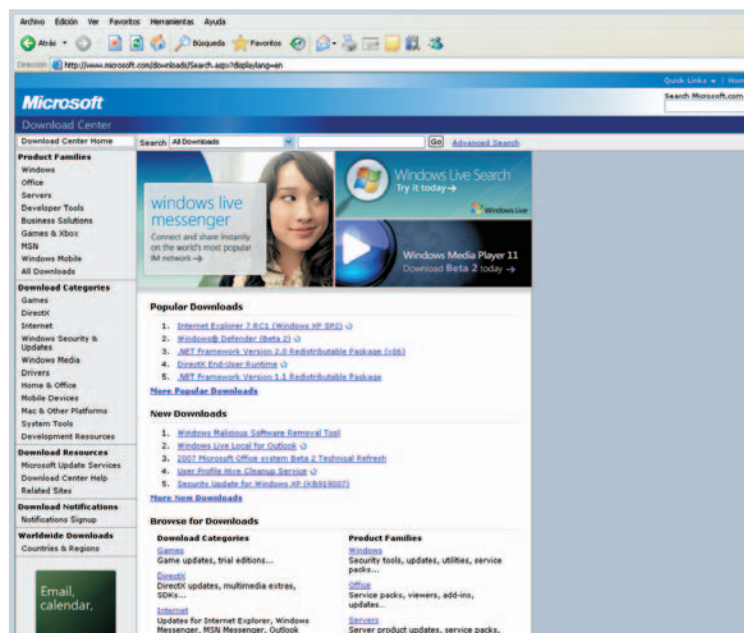 Archivo Edición Ver Favoritos Herramientas Ayuda
Atrás Búsqueda Favoritos
Dirección http://www.microsoft.com/downloads/Search.aspx?displaylang=en
Quick Links | Hom
Microsoft
Search Microsoft.com
Download Center
Download Center Home
Search All Downloads Go Advanced Search
Product Families
Windows
Office
Servers
Developer Tools
Business Solutions
Games & Xbox
MSN
Windows Mobile
All Downloads
Download Categories
Games
DirectX
Internet
Windows Security &
Updates
Windows Media
Drivers
Home & Office
Mobile Devices
Mac & Other Platforms
System Tools
Development Resources
Download Resources
Microsoft Update Services
Download Center Help
Related Sites
Download Notifications
Notifications Signup
Worldwide Downloads
Countries & Regions
Email,
calendar,
windows live
messenger
Connect and share instantly
on the world's most popular
IM network
Windows Live Search
Try it today
Windows Live
Windows Media Player 11
Download Beta 2 today
Popular Downloads
1. Internet Explorer 7 RC1 (Windows XP SP2)
2. Windows® Defender (Beta 2)
3. .NET Framework Version 2.0 Redistributable Package (x86)
4. DirectX End-User Runtime
5. .NET Framework Version 1.1 Redistributable Package
More Popular Downloads
New Downloads
1. Windows Malicious Software Removal Tool
2. Windows Live Local for Outlook
3. 2007 Microsoft Office system Beta 2 Technical Refresh
4. User Profile Hive Cleanup Service
5. Security Update for Windows XP (KB919007)
More New Downloads
Browse for Downloads
Download Categories
Games
Game updates, trial editions...
DirectX
DirectX updates, multimedia extras,
SDKs...
Internet
Updates for Internet Explorer, Windows
Messenger, MSN Messenger, Outlook
Product Families
Windows
Security tools, updates, utilities, service
packs...
Office
Service packs, viewers, add-ins,
updates...
Servers
Server product updates, service packs,